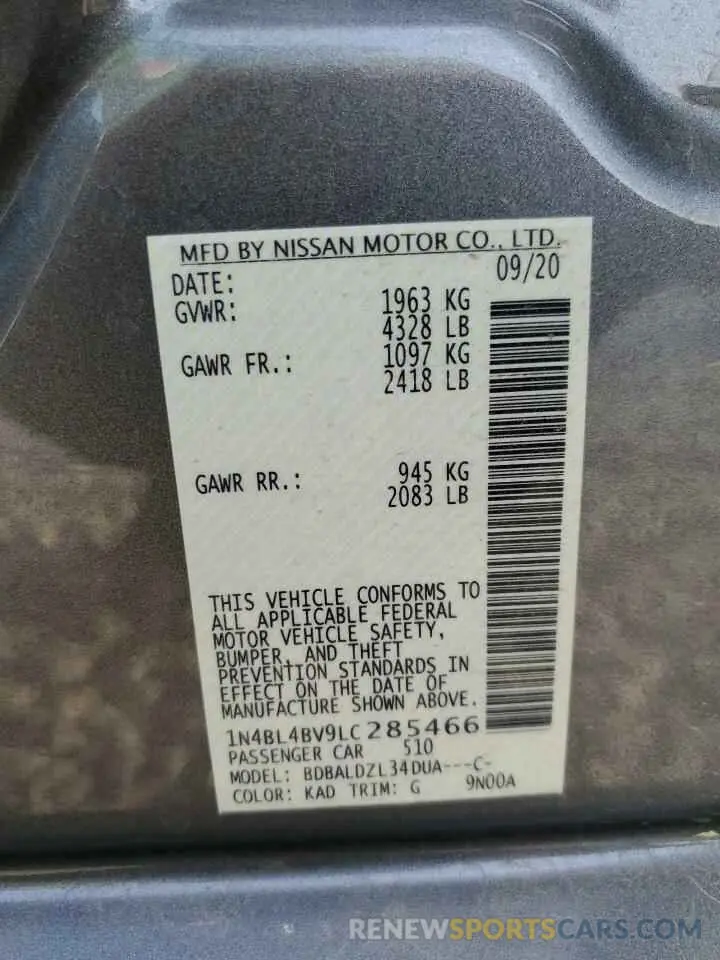 MFD BY NISSAN MOTOR CO., LTD.
DATE: 09/20
GVWR: 1963 KG
4328 LB
GAWR FR.: 1097 KG
2418 LB
GAWR RR.: 945 KG
2083 LB
THIS VEHICLE CONFORMS TO
ALL APPLICABLE FEDERAL
MOTOR VEHICLE SAFETY,
BUMPER, AND THEFT
PREVENTION STANDARDS IN
EFFECT ON THE DATE OF
MANUFACTURE SHOWN ABOVE.
1N4BL4BV9LC285466
PASSENGER CAR 510
MODEL: BDBALDZL34DUA---C-
COLOR: KAD TRIM: G 9N00A
RENEWSPORTSCARS.COM